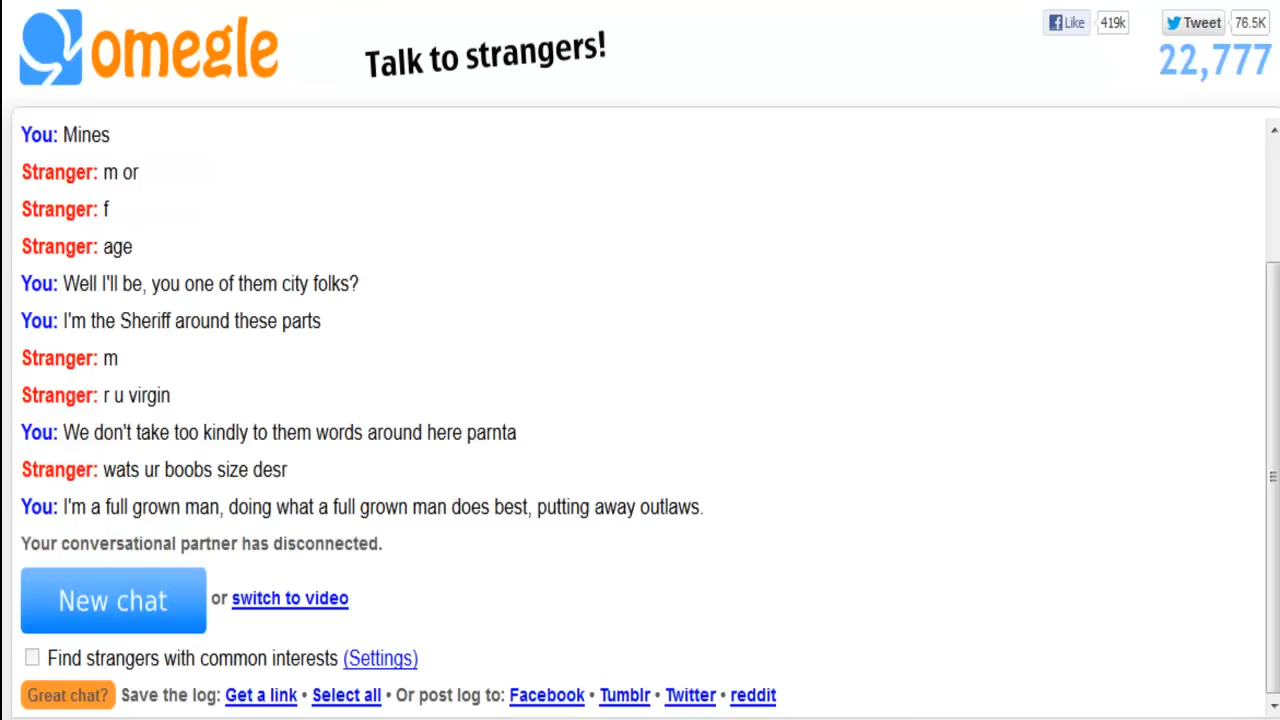 omegle
Talk to strangers!
Like 419k Tweet 76.5K
22,777
You: Mines
Stranger: m or
Stranger: f
Stranger: age
You: Well I'll be, you one of them city folks?
You: I'm the Sheriff around these parts
Stranger: m
Stranger: r u virgin
You: We don't take too kindly to them words around here parnta
Stranger: wats ur boobs size desr
You: I'm a full grown man, doing what a full grown man does best, putting away outlaws.
Your conversational partner has disconnected.
New chat or switch to video
Find strangers with common interests (Settings)
Great chat? Save the log: Get a link • Select all • Or post log to: Facebook • Tumblr • Twitter • reddit